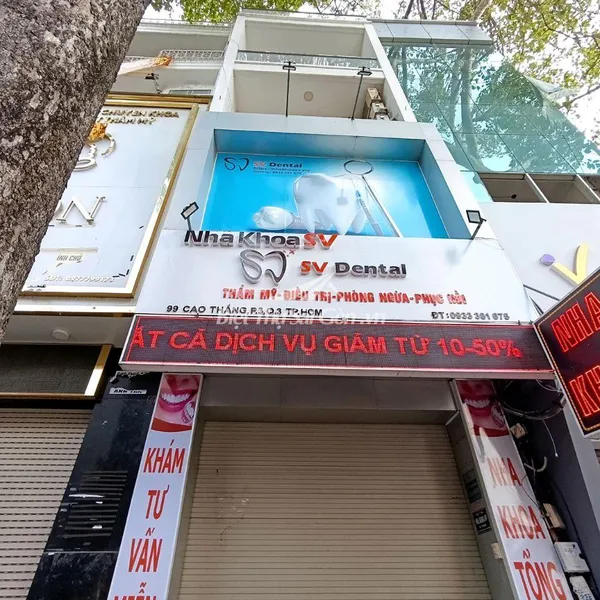 SV Dental
Nha Khoa SV
SV Dental
THẨM MỸ-ĐIỀU TRỊ-PHÒNG NGỪA-PHỤC HỒI
99 CAO THẮNG, P.3, Q.3 TP.HCM
ĐT: 0933 361 675
ẤT CẢ DỊCH VỤ GIẢM TỪ 10-50%
KHÁM
TƯ
VẤN
MIỄN
NHA
KHOA
TỔNG
NHA
KH